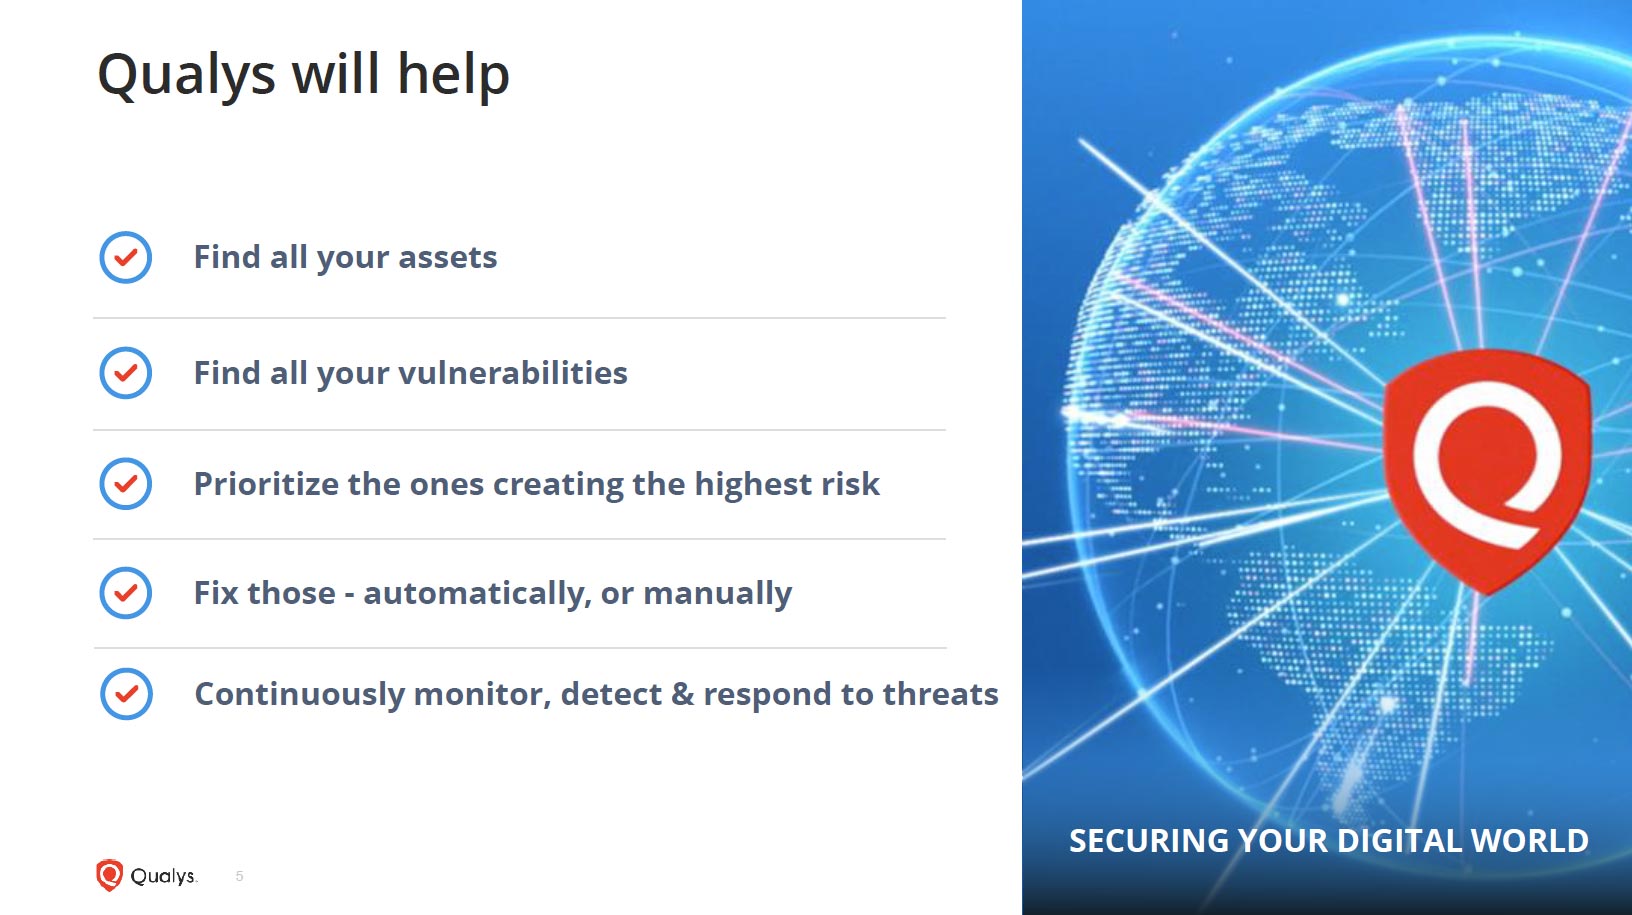 Qualys will help
Find all your assets
Find all your vulnerabilities
Prioritize the ones creating the highest risk
Fix those - automatically, or manually
Continuously monitor, detect & respond to threats
SECURING YOUR DIGITAL WORLD
Qualys.
5